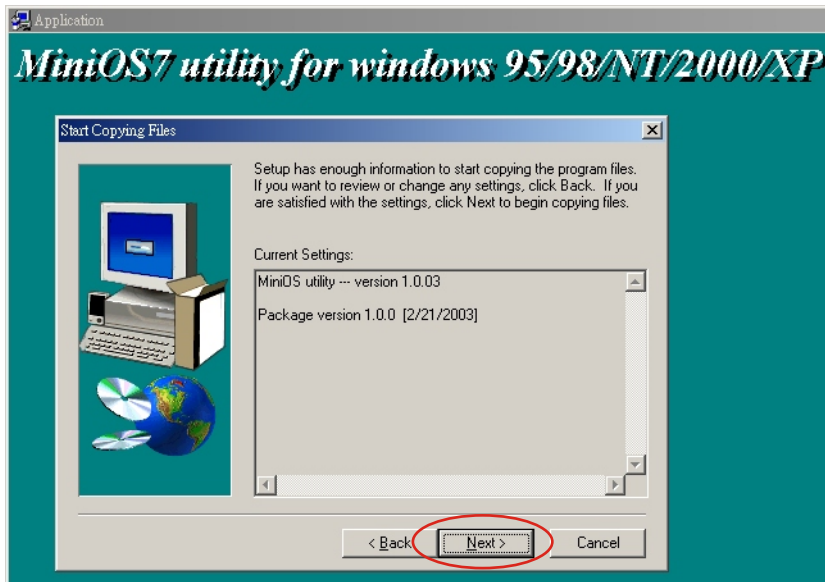 Application
MiniOS7 utility for windows 95/98/NT/2000/XP
Start Copying Files
Setup has enough information to start copying the program files.
If you want to review or change any settings, click Back. If you
are satisfied with the settings, click Next to begin copying files.
Current Settings:
MiniOS utility --- version 1.0.03
Package version 1.0.0 [2/21/2003]
< Back
Next >
Cancel